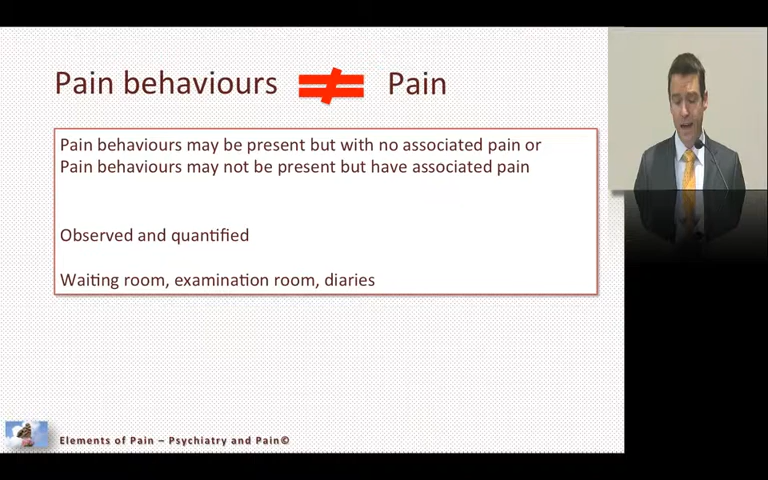 Pain behaviours ≠ Pain
Pain behaviours may be present but with no associated pain or
Pain behaviours may not be present but have associated pain
Observed and quantified
Waiting room, examination room, diaries
Elements of Pain – Psychiatry and Pain©